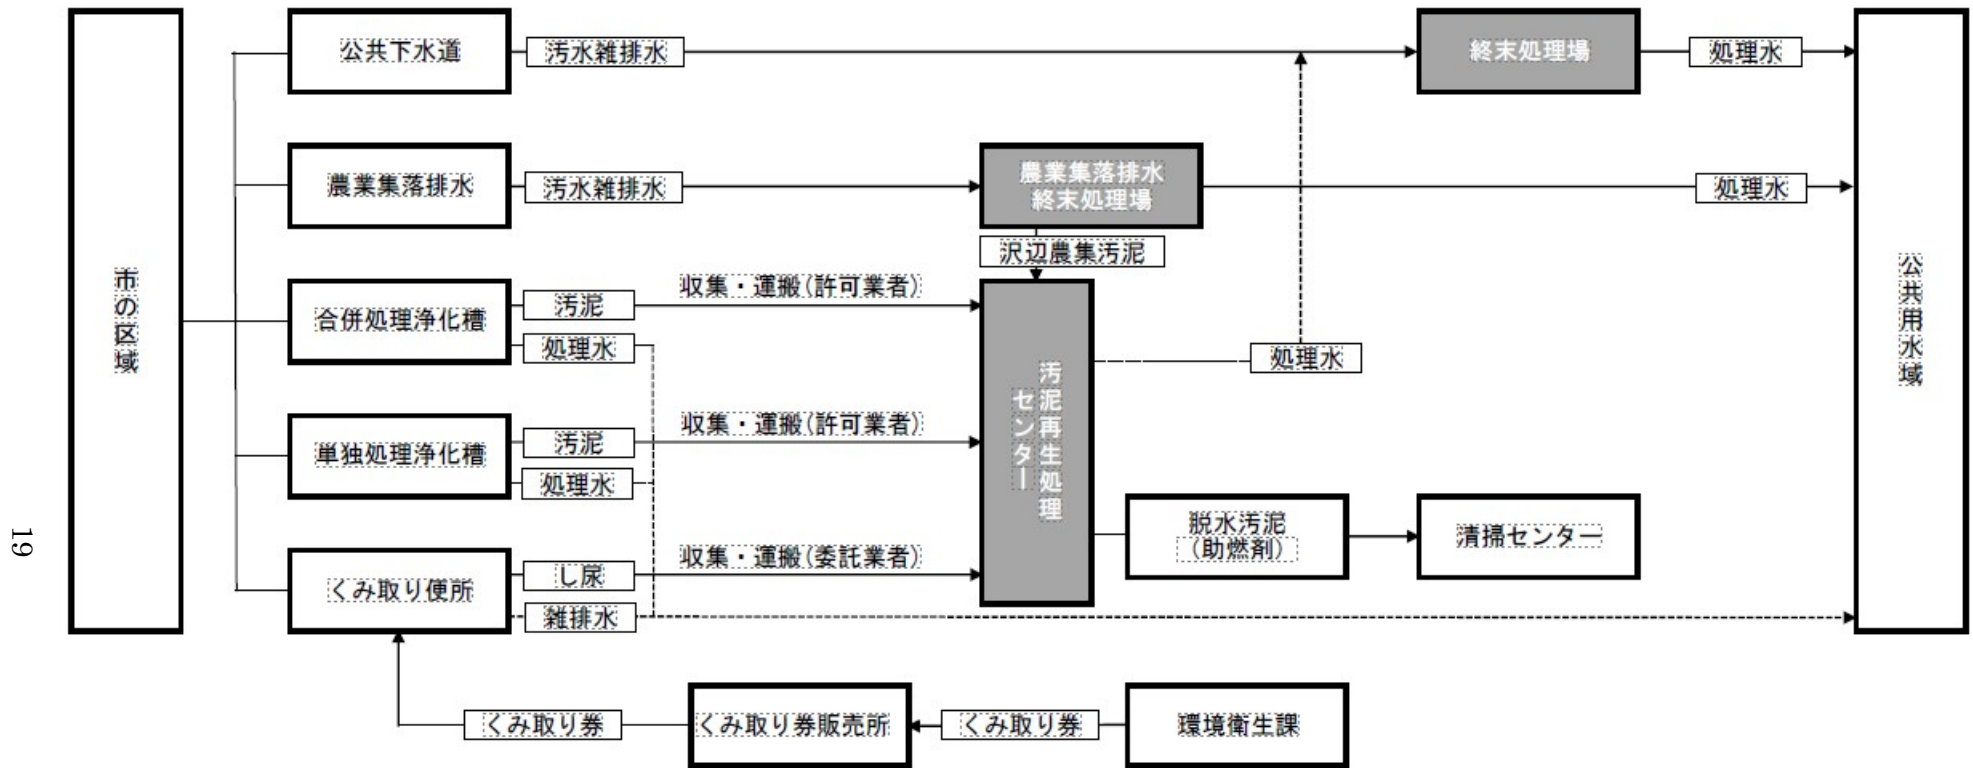 市の区域
公共下水道
汚水雑排水
終末処理場
処理水
公共用水域
農業集落排水
汚水雑排水
農業集落排水
終末処理場
処理水
沢辺農集汚泥
合併処理浄化槽
汚泥
収集・運搬(許可業者)
処理水
汚泥再生処理
センター
処理水
単独処理浄化槽
汚泥
収集・運搬(許可業者)
処理水
脱水汚泥
(助燃剤)
清掃センター
くみ取り便所
し尿
収集・運搬(委託業者)
雑排水
くみ取り券
くみ取り券販売所
くみ取り券
環境衛生課
19